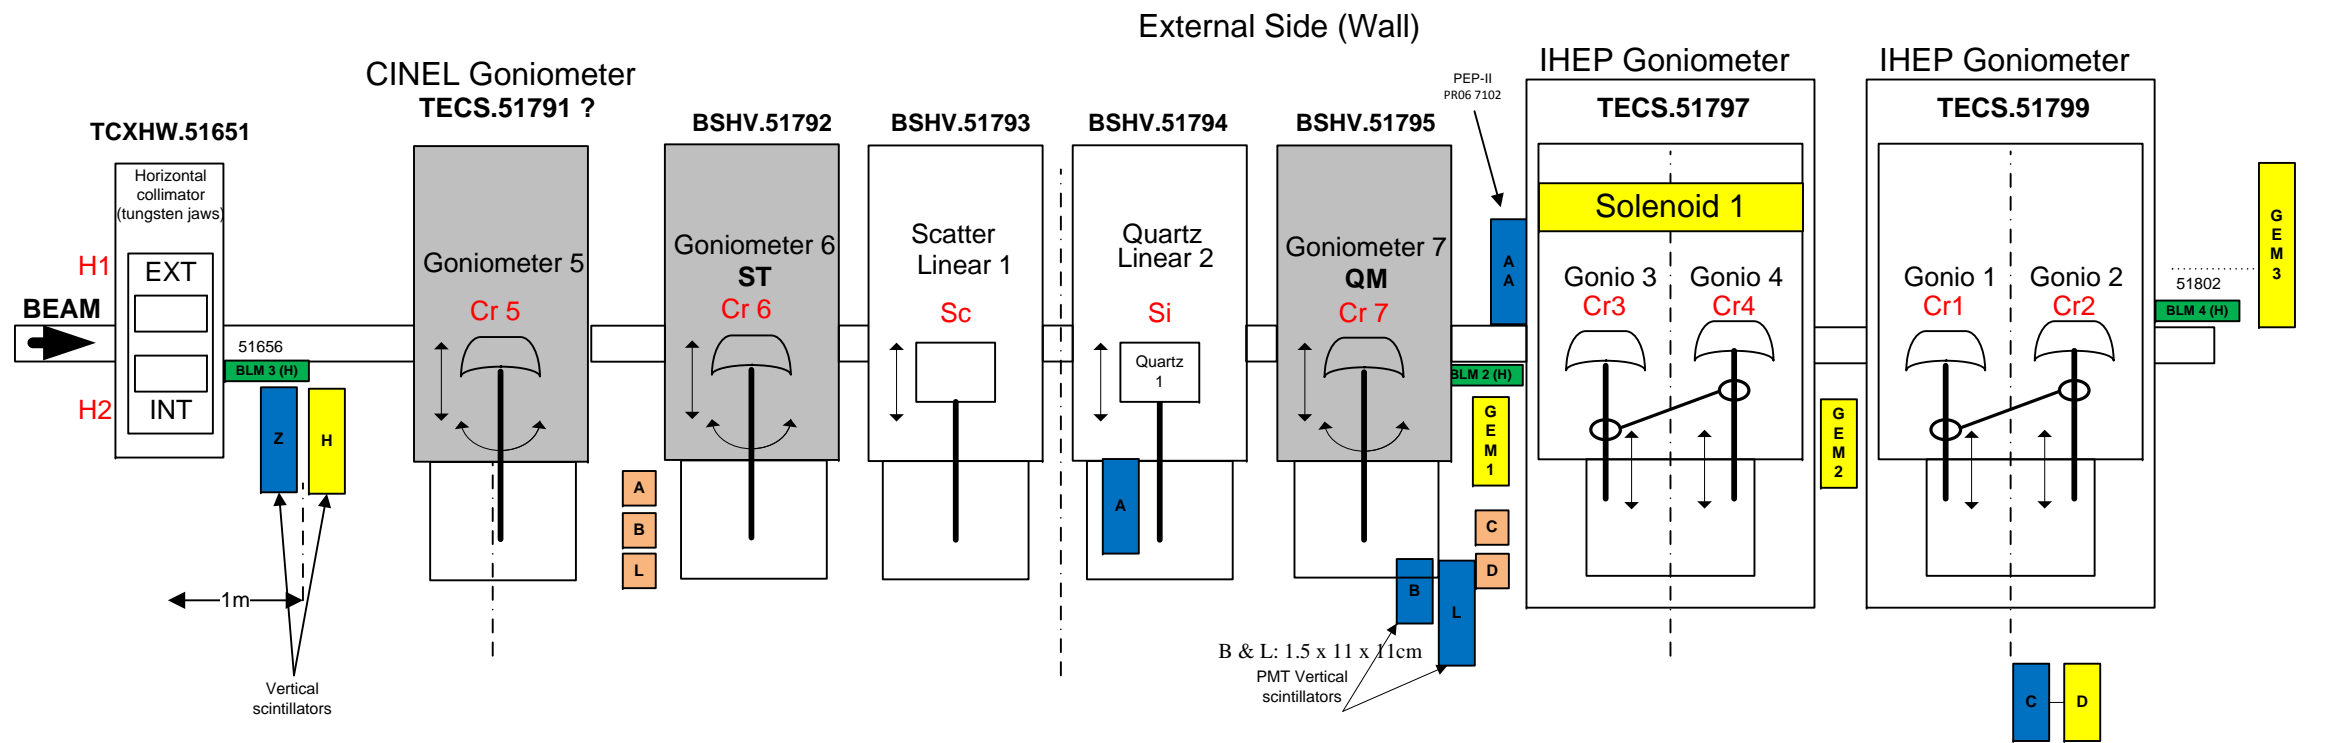 External Side (Wall)
CINEL Goniometer
TECS.51791 ?
IHEP Goniometer
IHEP Goniometer
PEP-II
PR06 7102
TCXHW.51651
BSHV.51792
BSHV.51793
BSHV.51794
BSHV.51795
TECS.51797
TECS.51799
Horizontal
collimator
(tungsten jaws)
Solenoid 1
Goniometer 5
Cr 5
Goniometer 6
ST
Cr 6
Scatter
Linear 1
Sc
Quartz
Linear 2
Si
Goniometer 7
QM
Cr 7
A
A
Gonio 3
Cr3
Gonio 4
Cr4
Gonio 1
Cr1
Gonio 2
Cr2
G
E
M
3
H1
EXT
BEAM
H2
INT
51656
BLM 3 (H)
Z
H
Quartz
1
BLM 2 (H)
51802
BLM 4 (H)
G
E
M
1
G
E
M
2
A
B
L
A
C
D
B
L
1m
B & L: 1.5 x 11 x 11cm
PMT Vertical
scintillators
Vertical
scintillators
C
D